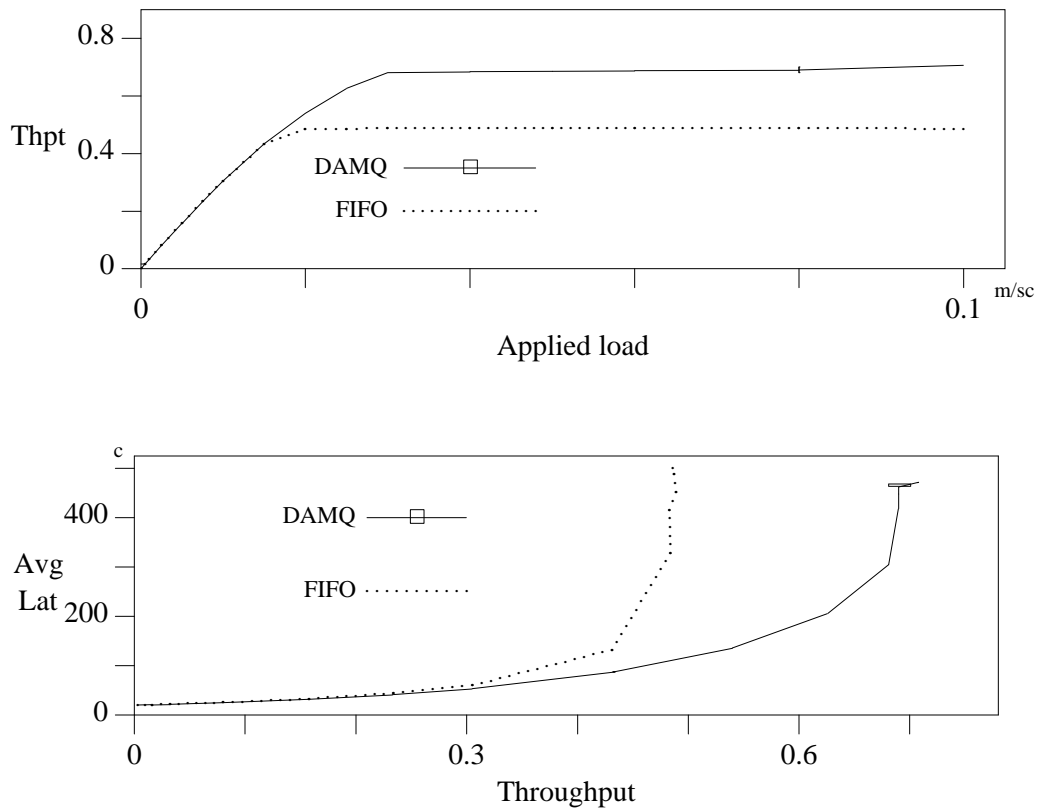 0.8
Thpt
0.4
DAMQ
FIFO
0
0
0.1
m/sc
Applied load
c
400
DAMQ
Avg
Lat
FIFO
200
0
0
0.3
0.6
Throughput